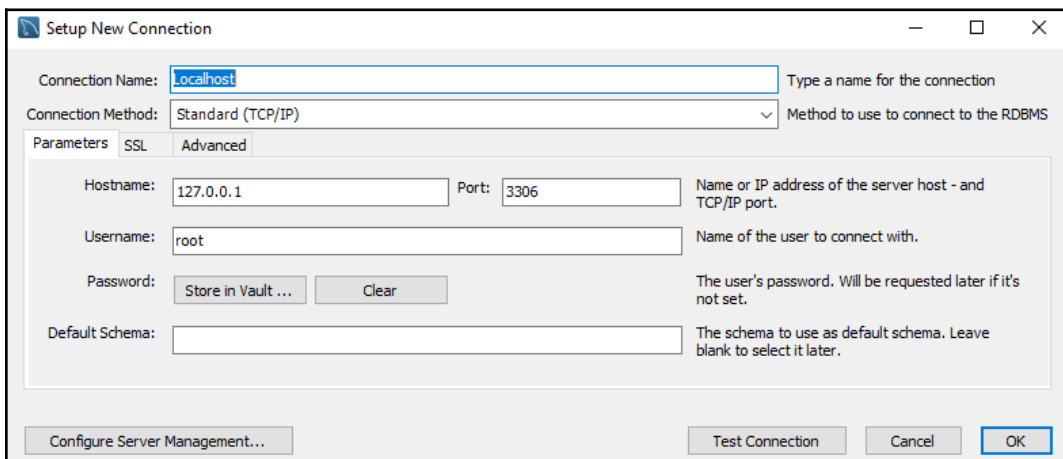 Setup New Connection
Connection Name: Localhost Type a name for the connection
Connection Method: Standard (TCP/IP) Method to use to connect to the RDBMS
Parameters SSL Advanced
Hostname: 127.0.0.1 Port: 3306 Name or IP address of the server host - and
TCP/IP port.
Username: root Name of the user to connect with.
Password: Store in Vault ... Clear The user's password. Will be requested later if it's
not set.
Default Schema: The schema to use as default schema. Leave
blank to select it later.
Configure Server Management... Test Connection Cancel OK